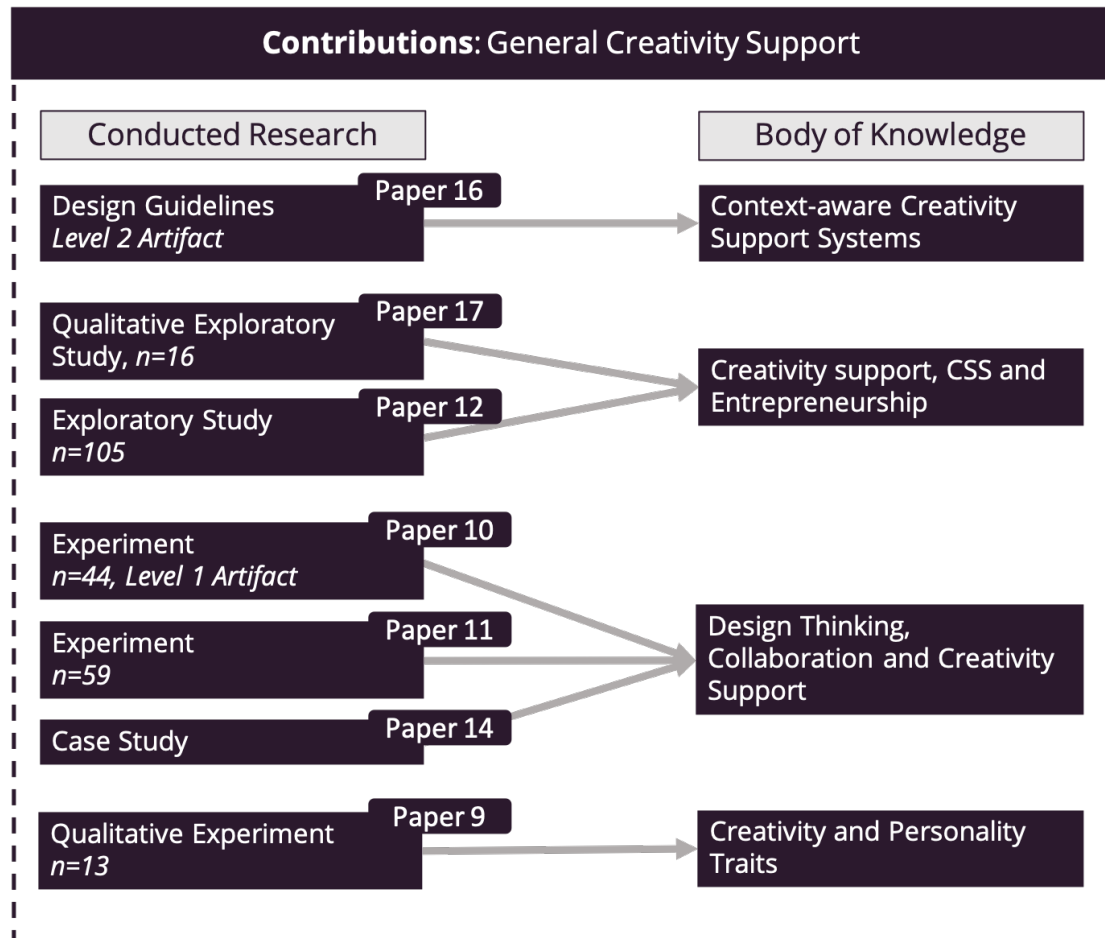 Contributions: General Creativity Support
Conducted Research
Body of Knowledge
Paper 16
Design Guidelines
Level 2 Artifact
Context-aware Creativity
Support Systems
Paper 17
Qualitative Exploratory
Study, n=16
Paper 12
Exploratory Study
n=105
Creativity support, CSS and
Entrepreneurship
Paper 10
Experiment
n=44, Level 1 Artifact
Paper 11
Experiment
n=59
Paper 14
Case Study
Design Thinking,
Collaboration and Creativity
Support
Paper 9
Qualitative Experiment
n=13
Creativity and Personality
Traits